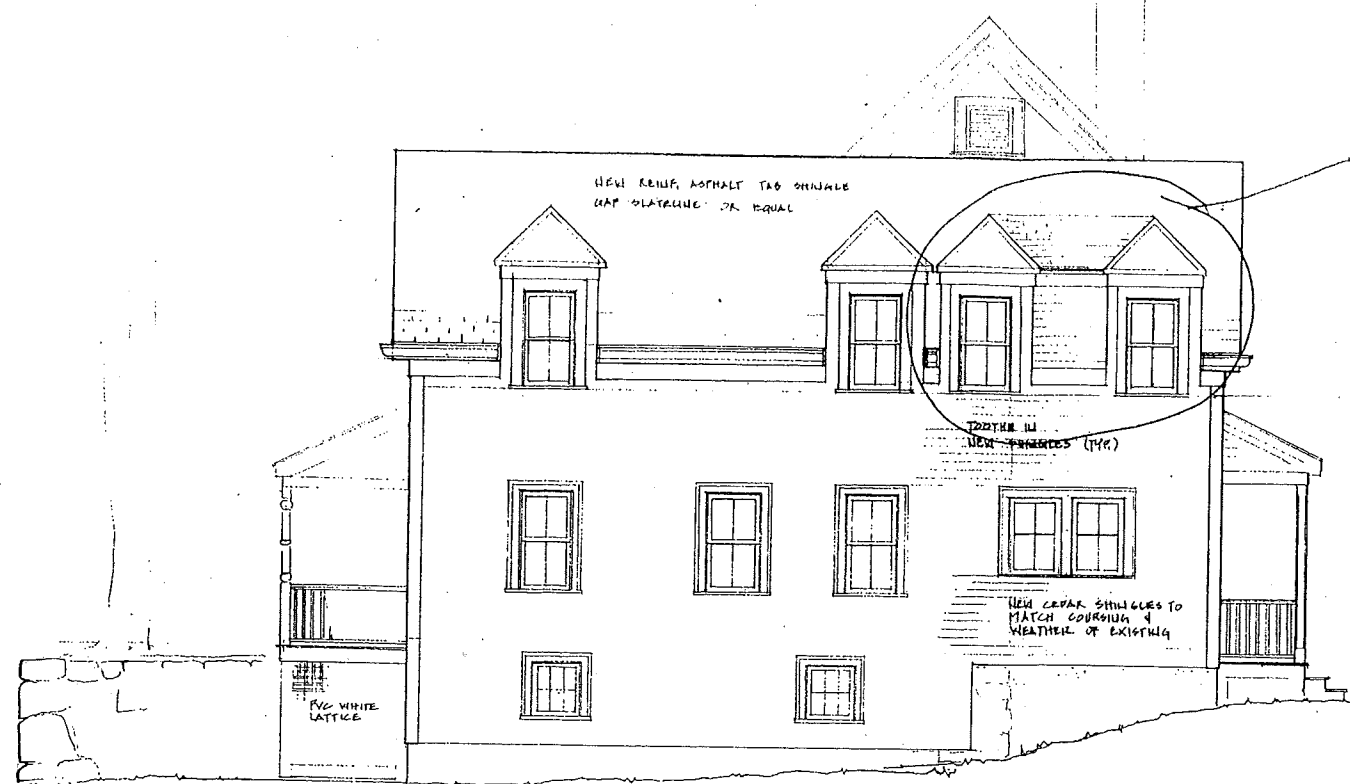 NEW REINF. ASPHALT TAB SHINGLE
GAF SLATELINE OR EQUAL
TOOTHE IN
NEW SHINGLES (TYP.)
NEW CEDAR SHINGLES TO
MATCH COURSING &
WEATHER OF EXISTING
PVC WHITE
LATTICE